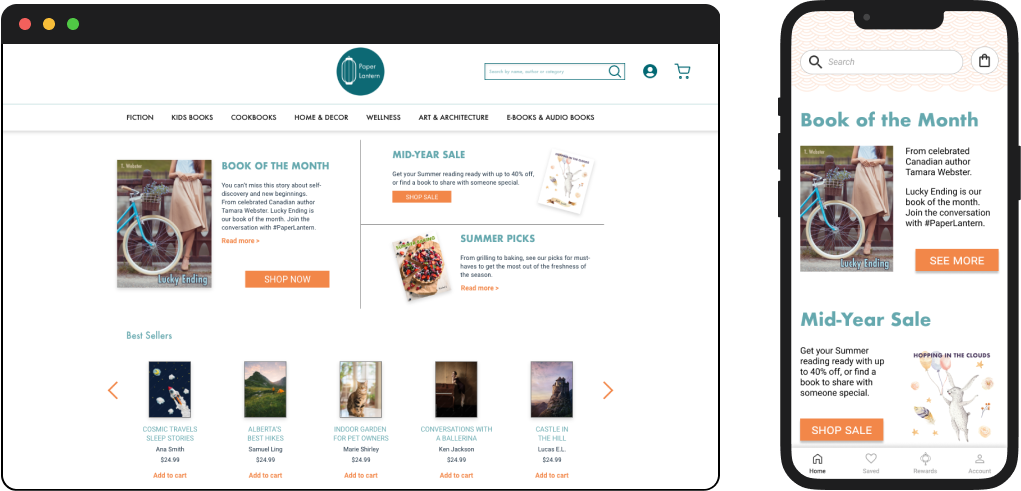 Paper
Lantern
Search by name, author or category
FICTION
KIDS BOOKS
COOKBOOKS
HOME & DECOR
WELLNESS
ART & ARCHITECTURE
E-BOOKS & AUDIO BOOKS
T. Webster
Lucky Ending
BOOK OF THE MONTH
You can't miss this story about self-
discovery and new beginnings.
From celebrated Canadian author
Tamara Webster. Lucky Ending is
our book of the month. Join the
conversation with #PaperLantern.
Read more >
SHOP NOW
MID-YEAR SALE
Get your Summer reading ready with up to 40% off,
or find a book to share with someone special.
SHOP SALE
HOPPING IN THE CLOUDS
SUMMER PICKS
From grilling to baking, see our picks for must-
haves to get the most out of the freshness of
the season.
Read more >
Best Sellers
COSMIC TRAVELS
SLEEP STORIES
Ana Smith
$24.99
Add to cart
ALBERTA'S
BEST HIKES
Samuel Ling
$24.99
Add to cart
INDOOR GARDEN
FOR PET OWNERS
Marie Shirley
$24.99
Add to cart
CONVERSATIONS WITH
A BALLERINA
Ken Jackson
$24.99
Add to cart
CASTLE IN
THE HILL
Lucas E.L.
$24.99
Add to cart
Search
Book of the Month
T. Webster
Lucky Ending
From celebrated
Canadian author
Tamara Webster.
Lucky Ending is our
book of the month.
Join the conversation
with #PaperLantern.
SEE MORE
Mid-Year Sale
Get your Summer
reading ready with up
to 40% off, or find a
book to share with
someone special.
SHOP SALE
HOPPING IN THE CLOUDS
Home
Saved
Rewards
Account